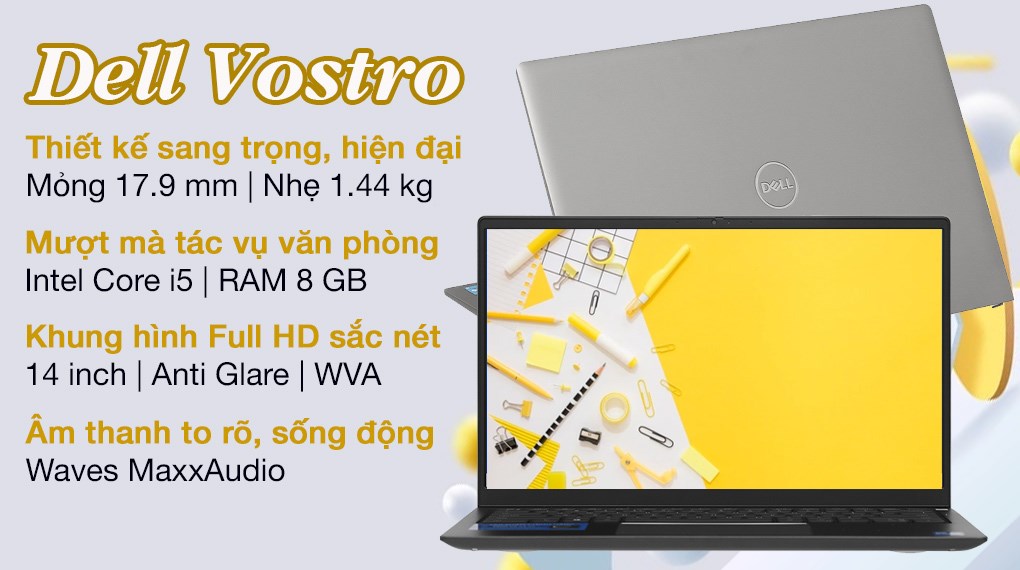 Dell Vostro
Thiết kế sang trọng, hiện đại
Mỏng 17.9 mm | Nhẹ 1.44 kg
Mượt mà tác vụ văn phòng
Intel Core i5 | RAM 8 GB
Khung hình Full HD sắc nét
14 inch | Anti Glare | WVA
Âm thanh to rõ, sống động
Waves MaxxAudio
DELL